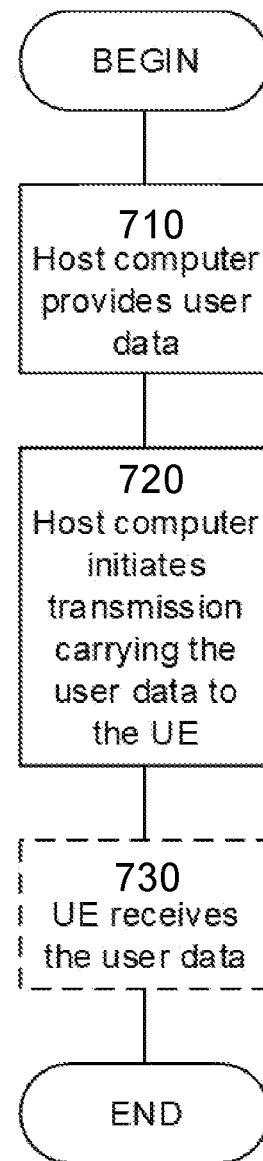 BEGIN
710
Host computer
provides user
data
720
Host computer
initiates
transmission
carrying the
user data to
the UE
730
UE receives
the user data
END